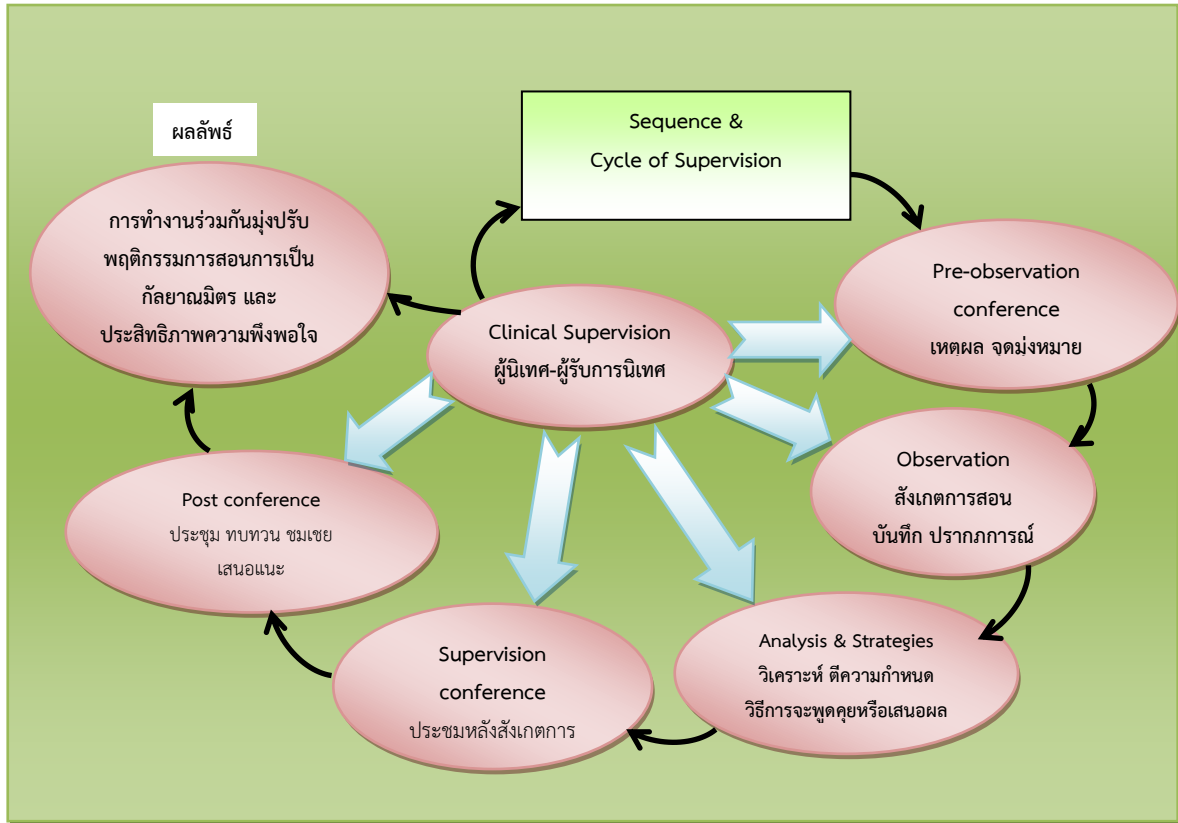 ผลลัพธ์
Sequence &
Cycle of Supervision
การทำงานร่วมกันมุ่งปรับ
พฤติกรรมการสอนการเป็น
กัลยาณมิตร และ
ประสิทธิภาพความพึงพอใจ
Clinical Supervision
ผู้นิเทศ-ผู้รับการนิเทศ
Pre-observation
conference
เหตผล จดม่งหมาย
Observation
สังเกตการสอน
บันทึก ปรากภการณ์
Analysis & Strategies
วิเคราะห์ ตีความกำหนด
วิธีการจะพูดคุยหรือเสนอผล
Supervision
conference
ประชมหลังสังเกตการ
Post conference
ประชุม ทบทวน ชมเชย
เสนอแนะ